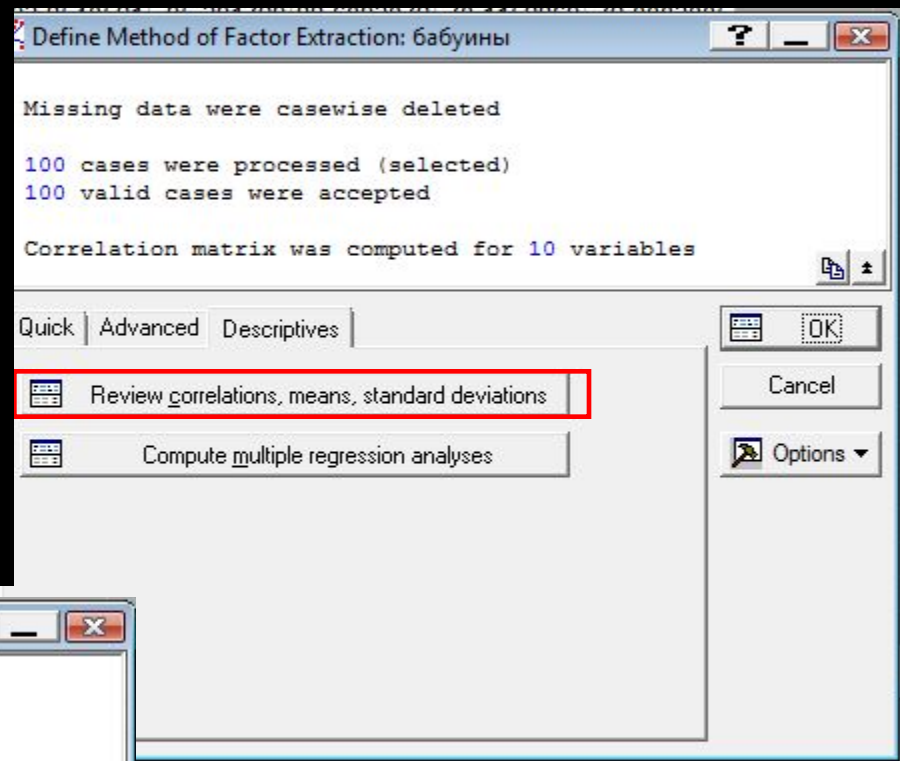 Define Method of Factor Extraction: бабуины
Missing data were casewise deleted
100 cases were processed (selected)
100 valid cases were accepted
Correlation matrix was computed for 10 variables
Quick Advanced Descriptives
OK
Review correlations, means, standard deviations
Cancel
Compute multiple regression analyses
Options